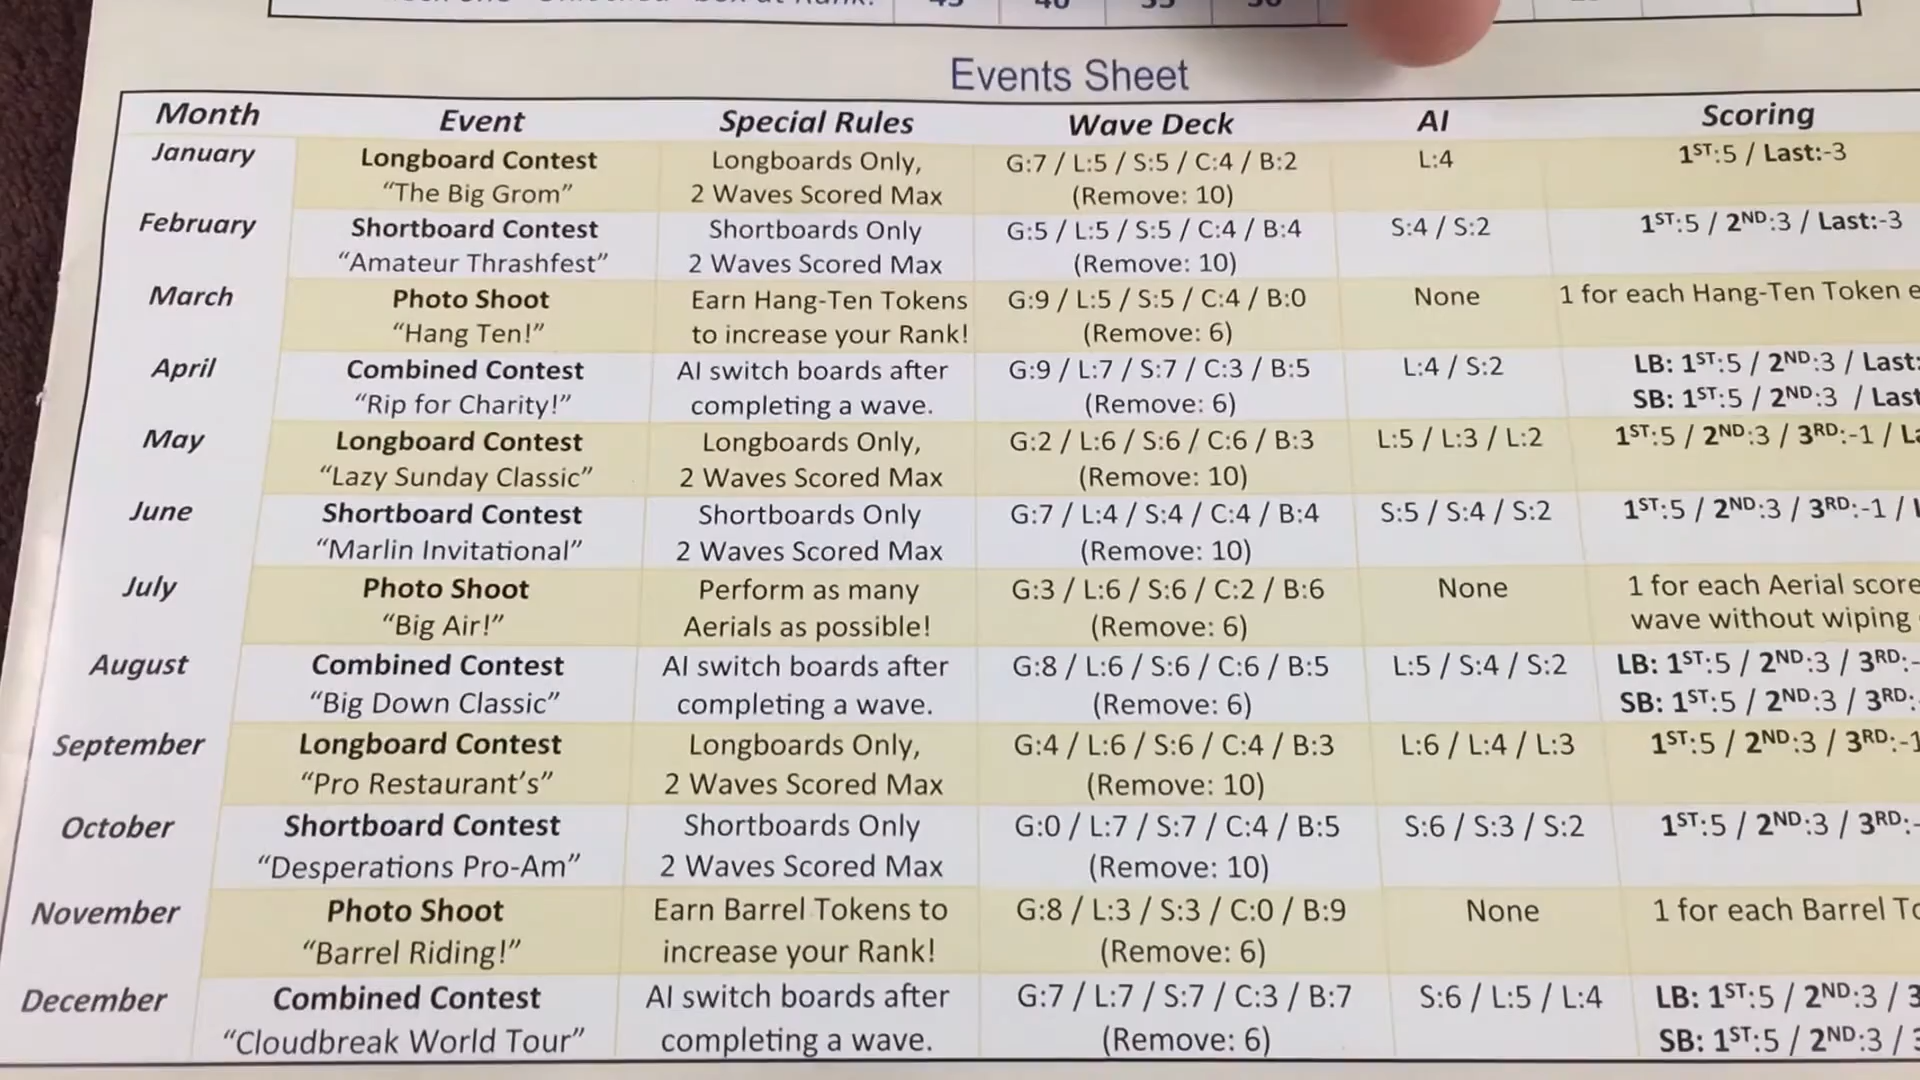 Events Sheet
Month Event Special Rules Wave Deck AI Scoring
January Longboard Contest Longboards Only, G:7 / L:5 / S:5 / C:4 / B:2 L:4 1ST:5 / Last:-3
“The Big Grom” 2 Waves Scored Max (Remove: 10)
February Shortboard Contest Shortboards Only G:5 / L:5 / S:5 / C:4 / B:4 S:4 / S:2 1ST:5 / 2ND:3 / Last:-3
“Amateur Thrashfest” 2 Waves Scored Max (Remove: 10)
March Photo Shoot Earn Hang-Ten Tokens G:9 / L:5 / S:5 / C:4 / B:0 None 1 for each Hang-Ten Token
“Hang Ten!” to increase your Rank! (Remove: 6)
April Combined Contest AI switch boards after G:9 / L:7 / S:7 / C:3 / B:5 L:4 / S:2 LB: 1ST:5 / 2ND:3 / Last:
“Rip for Charity!” completing a wave. (Remove: 6) SB: 1ST:5 / 2ND:3 / Last
May Longboard Contest Longboards Only, G:2 / L:6 / S:6 / C:6 / B:3 L:5 / L:3 / L:2 1ST:5 / 2ND:3 / 3RD:-1 /
“Lazy Sunday Classic” 2 Waves Scored Max (Remove: 10)
June Shortboard Contest Shortboards Only G:7 / L:4 / S:4 / C:4 / B:4 S:5 / S:4 / S:2 1ST:5 / 2ND:3 / 3RD:-1 /
“Marlin Invitational” 2 Waves Scored Max (Remove: 10)
July Photo Shoot Perform as many G:3 / L:6 / S:6 / C:2 / B:6 None 1 for each Aerial score
“Big Air!” Aerials as possible! (Remove: 6) wave without wiping
August Combined Contest AI switch boards after G:8 / L:6 / S:6 / C:6 / B:5 L:5 / S:4 / S:2 LB: 1ST:5 / 2ND:3 / 3RD:-
“Big Down Classic” completing a wave. (Remove: 6) SB: 1ST:5 / 2ND:3 / 3RD:
September Longboard Contest Longboards Only, G:4 / L:6 / S:6 / C:4 / B:3 L:6 / L:4 / L:3 1ST:5 / 2ND:3 / 3RD:-1
“Pro Restaurant’s” 2 Waves Scored Max (Remove: 10)
October Shortboard Contest Shortboards Only G:0 / L:7 / S:7 / C:4 / B:5 S:6 / S:3 / S:2 1ST:5 / 2ND:3 / 3RD:-
“Desperations Pro-Am” 2 Waves Scored Max (Remove: 10)
November Photo Shoot Earn Barrel Tokens to G:8 / L:3 / S:3 / C:0 / B:9 None 1 for each Barrel
“Barrel Riding!” increase your Rank! (Remove: 6)
December Combined Contest AI switch boards after G:7 / L:7 / S:7 / C:3 / B:7 S:6 / L:5 / L:4 LB: 1ST:5 / 2ND:3 /
“Cloudbreak World Tour” completing a wave. (Remove: 6) SB: 1ST:5 / 2ND:3 /